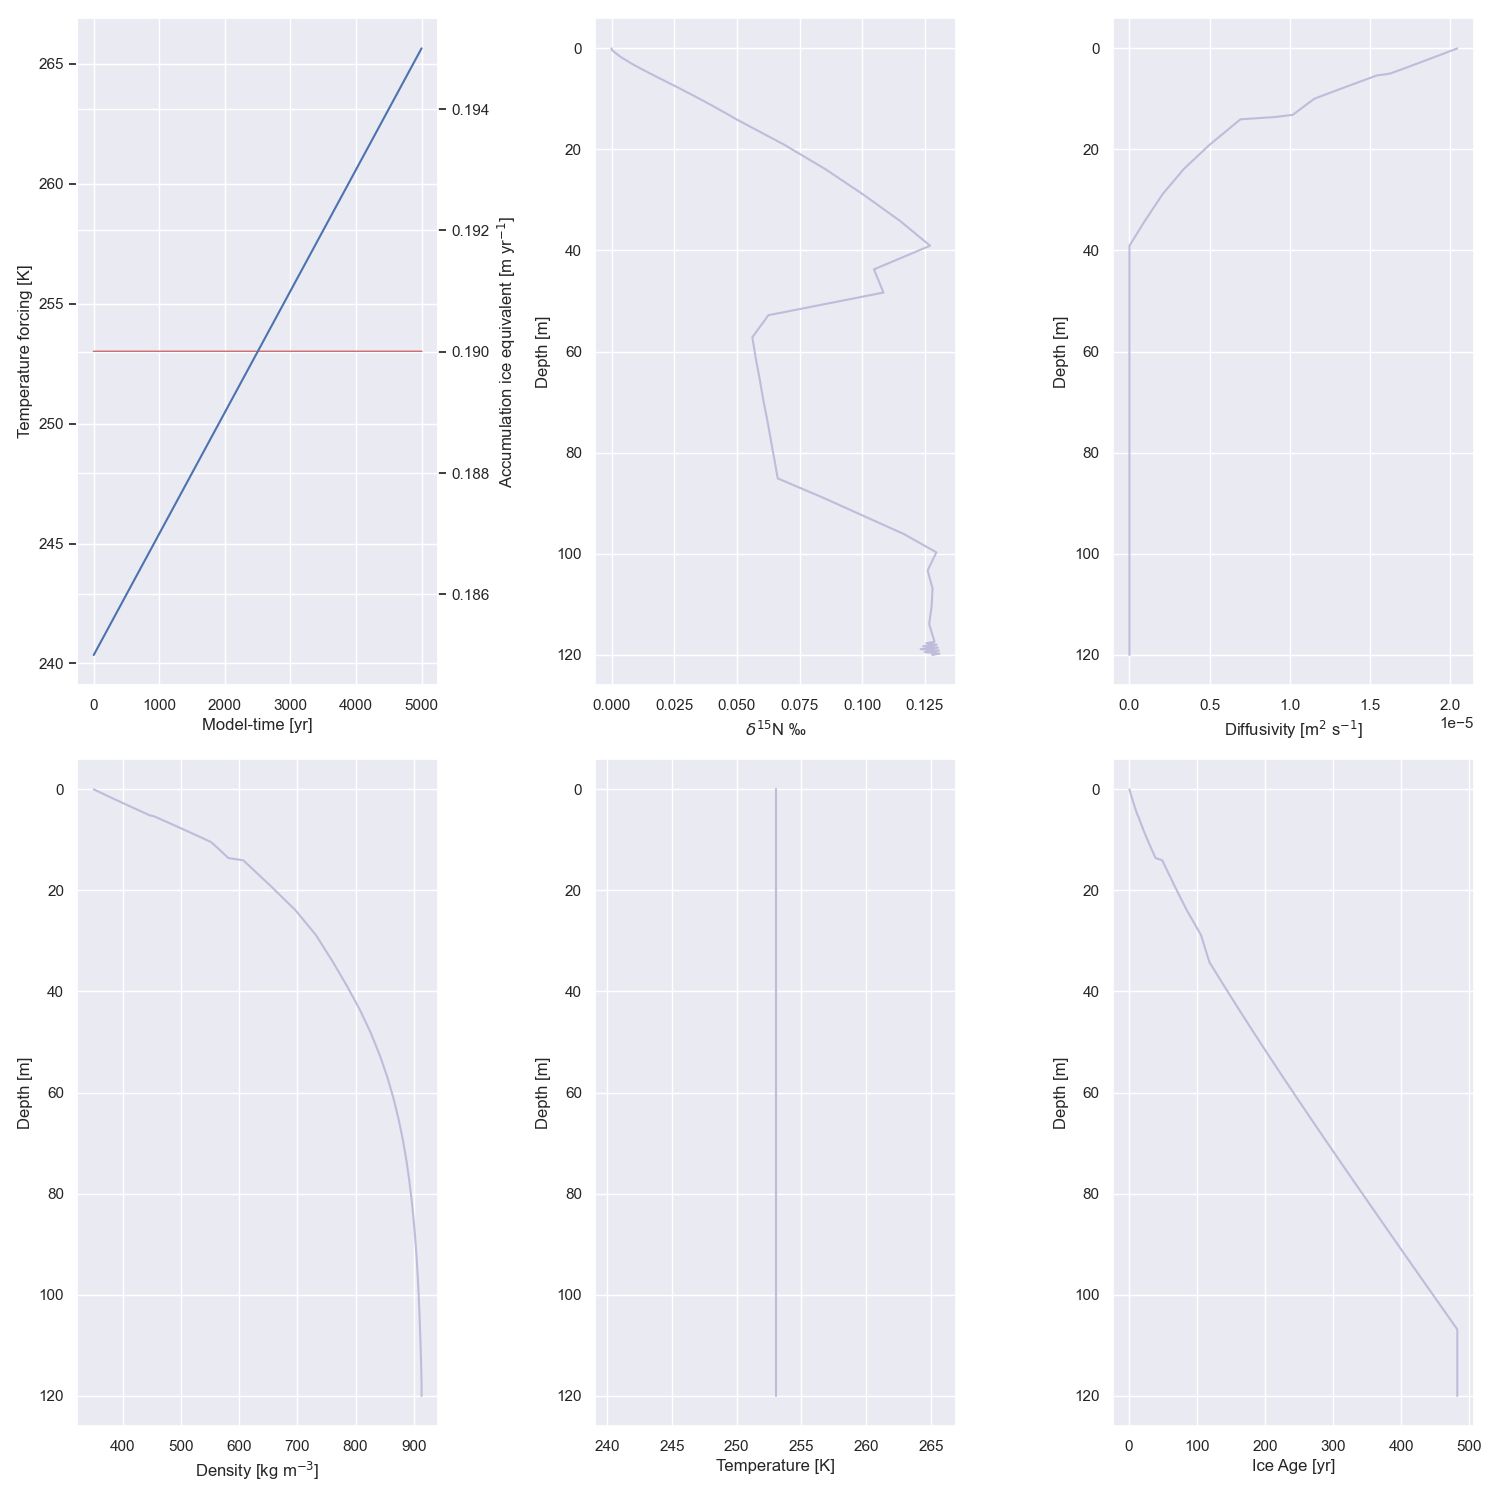 265
260
255
250
245
240
Temperature forcing [K]
0.194
0.192
0.190
0.188
0.186
Accumulation ice equivalent [m yr⁻¹]
0 1000 2000 3000 4000 5000
Model-time [yr]
0
20
40
60
80
100
120
Depth [m]
0.000 0.025 0.050 0.075 0.100 0.125
δ¹⁵N ‰
0
20
40
60
80
100
120
Depth [m]
0.0 0.5 1.0 1.5 2.0
1e−5
Diffusivity [m² s⁻¹]
0
20
40
60
80
100
120
Depth [m]
400 500 600 700 800 900
Density [kg m⁻³]
0
20
40
60
80
100
120
Depth [m]
240 245 250 255 260 265
Temperature [K]
0
20
40
60
80
100
120
Depth [m]
0 100 200 300 400 500
Ice Age [yr]